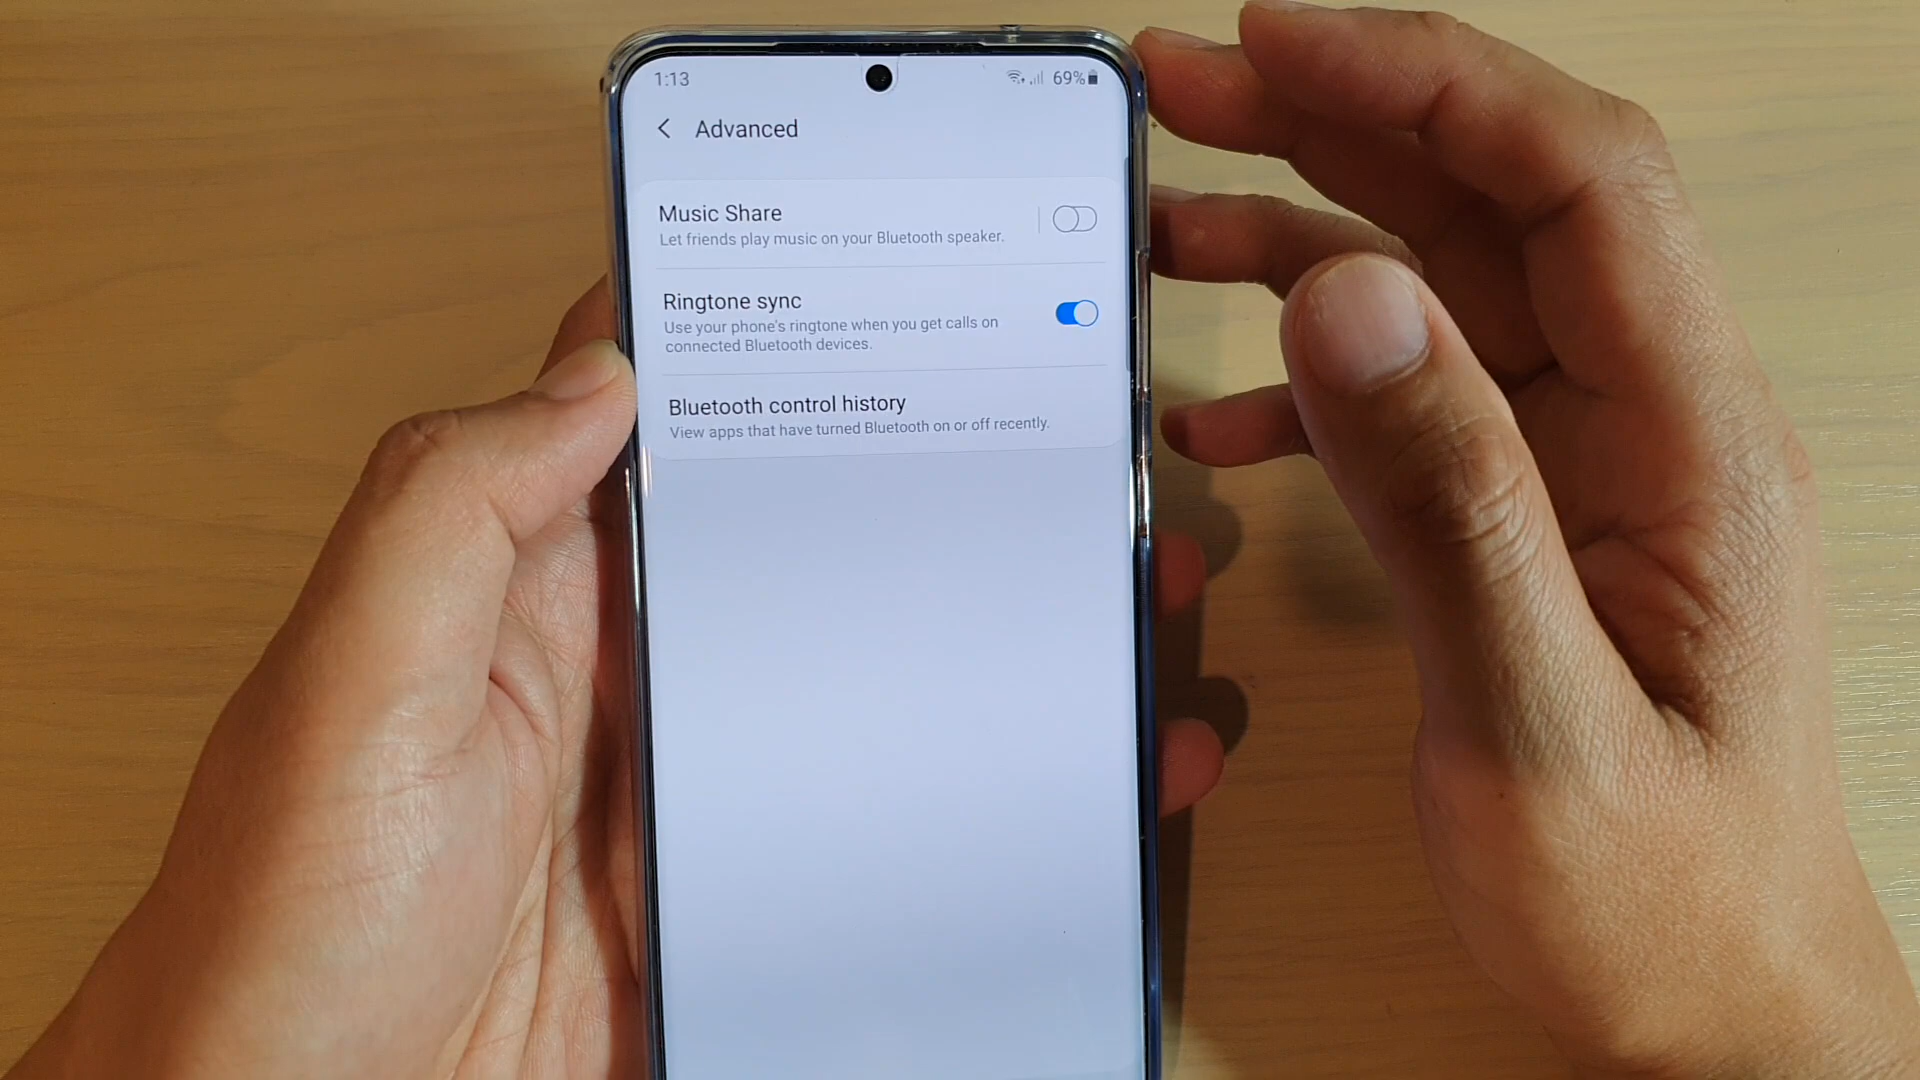 1:13
69%
Advanced
Music Share
Let friends play music on your Bluetooth speaker.
Ringtone sync
Use your phone's ringtone when you get calls on
connected Bluetooth devices.
Bluetooth control history
View apps that have turned Bluetooth on or off recently.